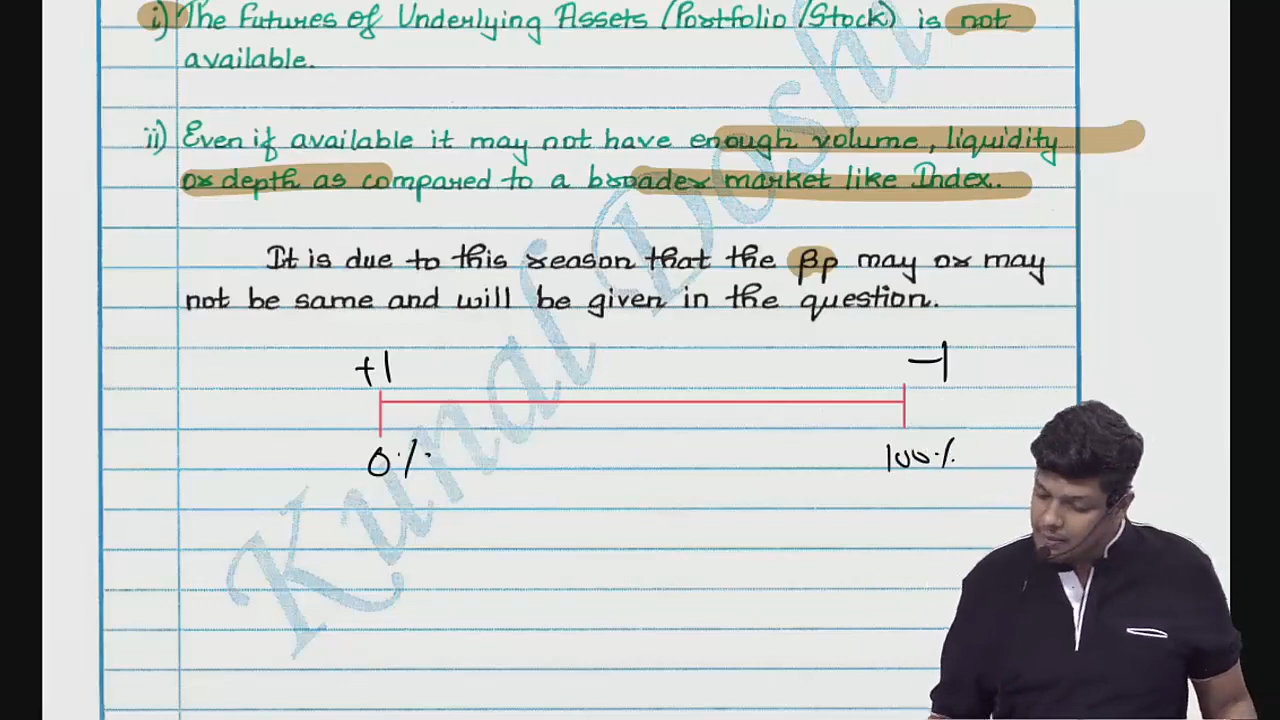 i) The Futures of Underlying Assets (Portfolio/Stock) is not
available.
ii) Even if available it may not have enough volume, liquidity
or depth as compared to a broader market like Index.
It is due to this reason that the βp may or may
not be same and will be given in the question.
+1 -1
0% 100%
Kunal Doshi